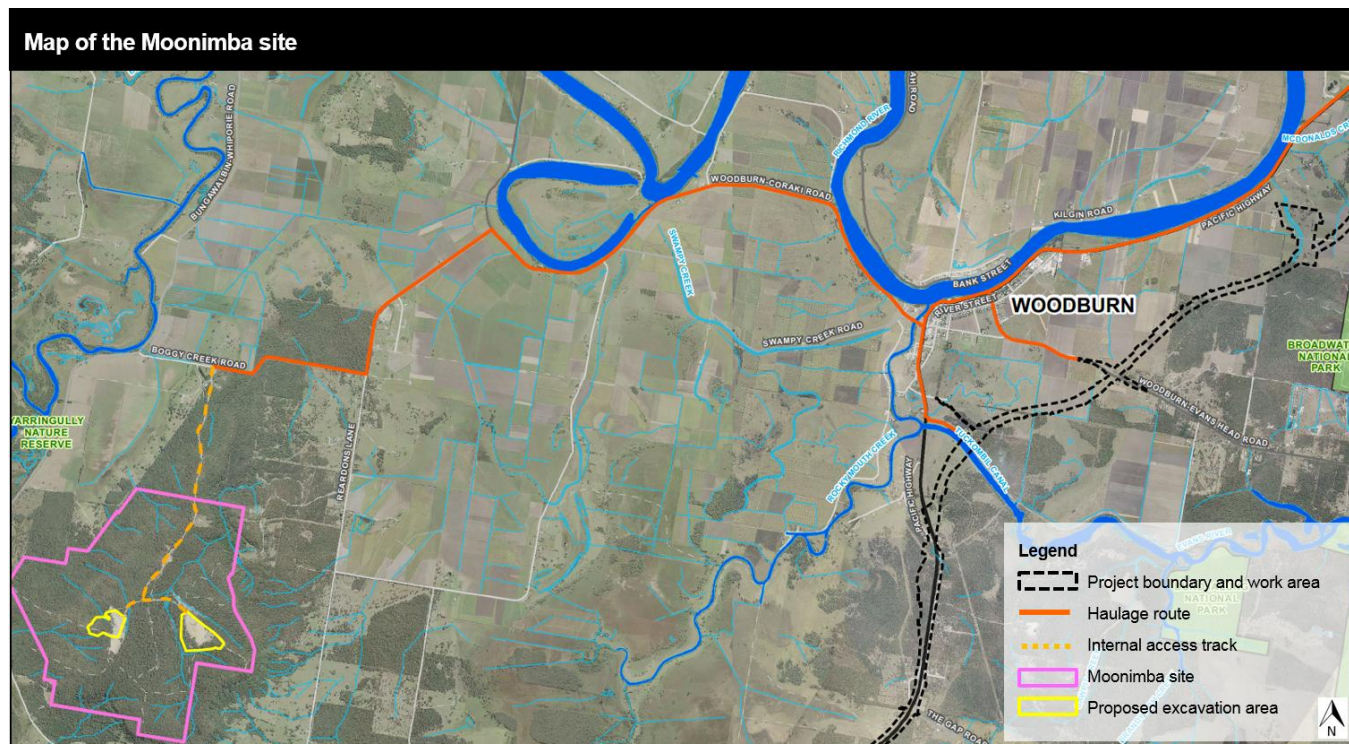 Map of the Moonimba site
BUNGAWALBIN-WHIPORIE ROAD
RICHMOND RIVER
MCDONALDS
WOODBURN-CORAKI ROAD
KILGIN ROAD
PACIFIC HIGHWAY
SWAMPY CREEK
BANK STREET
RIVER STREET
WOODBURN
SWAMPY CREEK ROAD
BOGGY CREEK ROAD
BROADWATER
NATIONAL
PARK
WOODBURN-EVANS HEAD ROAD
YARRINGULLY
NATURE
RESERVE
REARDONS LANE
ROCKY MOUTH CREEK
TUCKOMBIL CANAL
PACIFIC HIGHWAY
EVANS RIVER
NATIONAL
PARK
THE GAP ROAD
Legend
Project boundary and work area
Haulage route
Internal access track
Moonimba site
Proposed excavation area
N